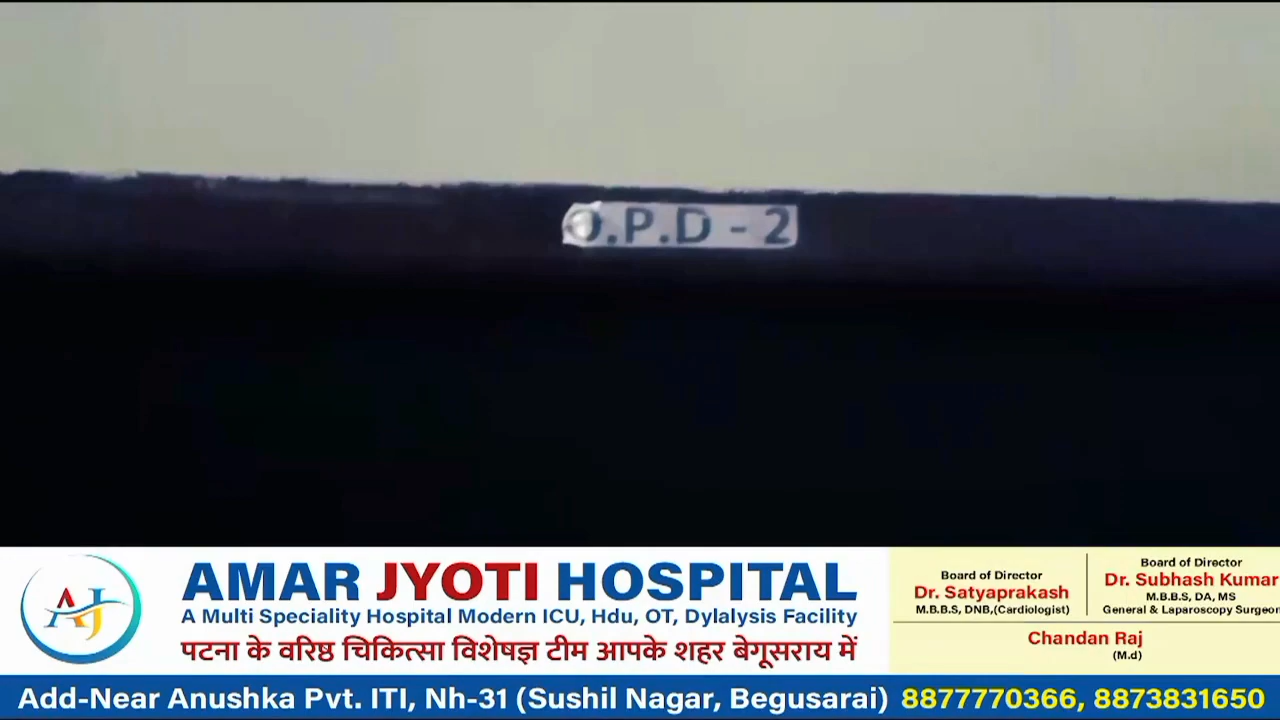 O.P.D - 2
AJ
AMAR JYOTI HOSPITAL
A Multi Speciality Hospital Modern ICU, Hdu, OT, Dylalysis Facility
पटना के वरिष्ठ चिकित्सा विशेषज्ञ टीम आपके शहर बेगूसराय में
Board of Director
Dr. Satyaprakash
M.B.B.S, DNB,(Cardiologist)
Board of Director
Dr. Subhash Kumar
M.B.B.S, DA, MS
General & Laparoscopy Surgeon
Chandan Raj
(M.d)
Add-Near Anushka Pvt. ITI, Nh-31 (Sushil Nagar, Begusarai) 8877770366, 8873831650